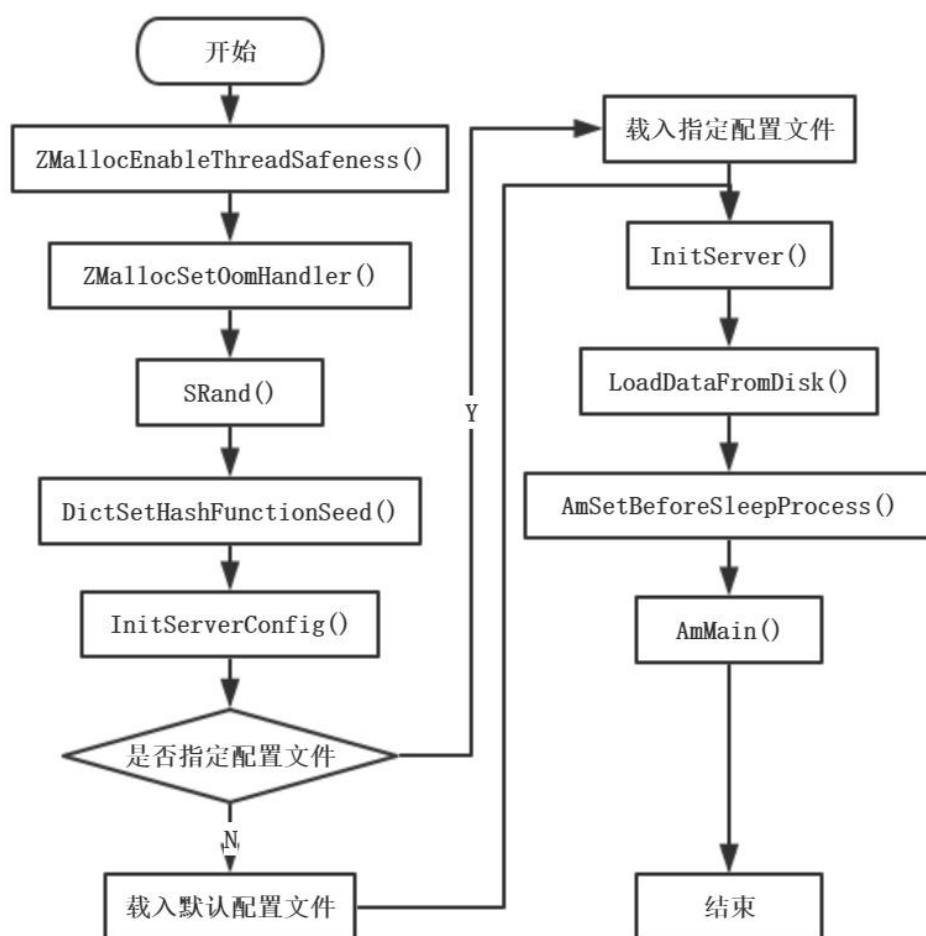 开始
ZMallocEnableThreadSafeness()
ZMallocSetOomHandler()
SRand()
DictSetHashFunctionSeed()
InitServerConfig()
是否指定配置文件
N
载入默认配置文件
Y
载入指定配置文件
InitServer()
LoadDataFromDisk()
AmSetBeforeSleepProcess()
AmMain()
结束